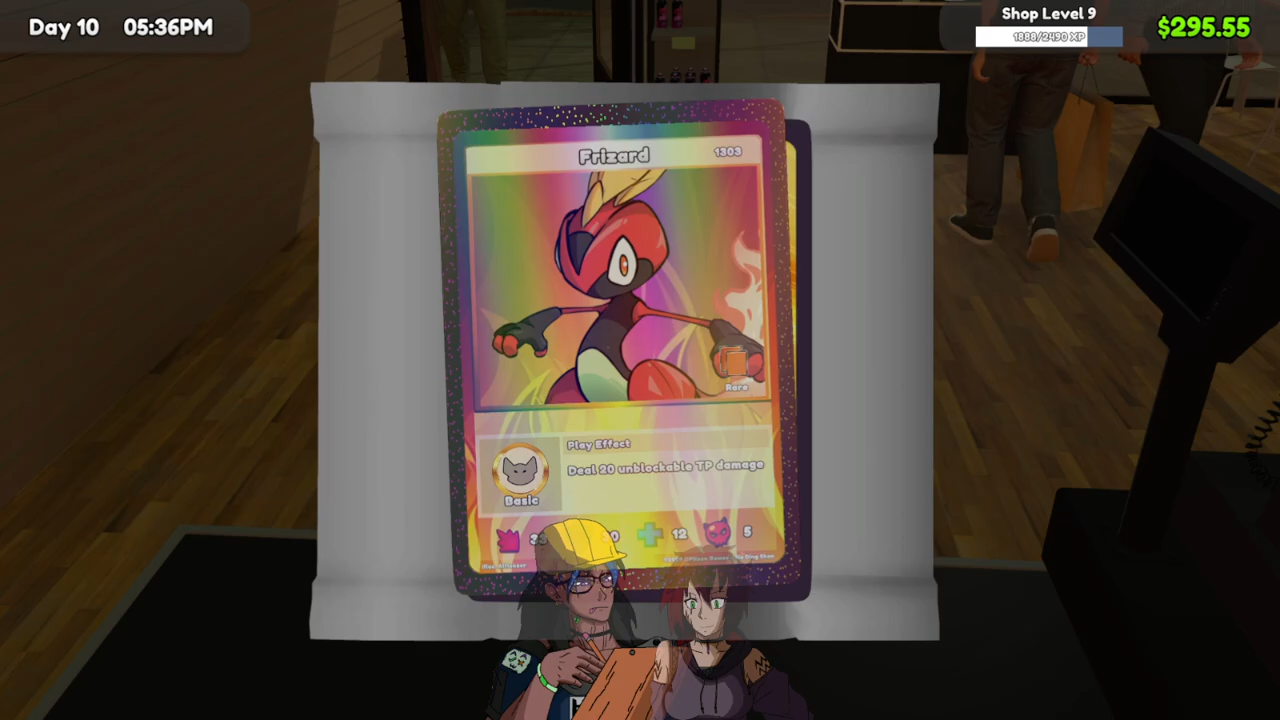 Day 10 05:36PM
Shop Level 9
1888/2490 XP
$295.55
Frizard 1303
Rare
Play Effect
Deal 20 unblockable TP damage
Basic
12 5